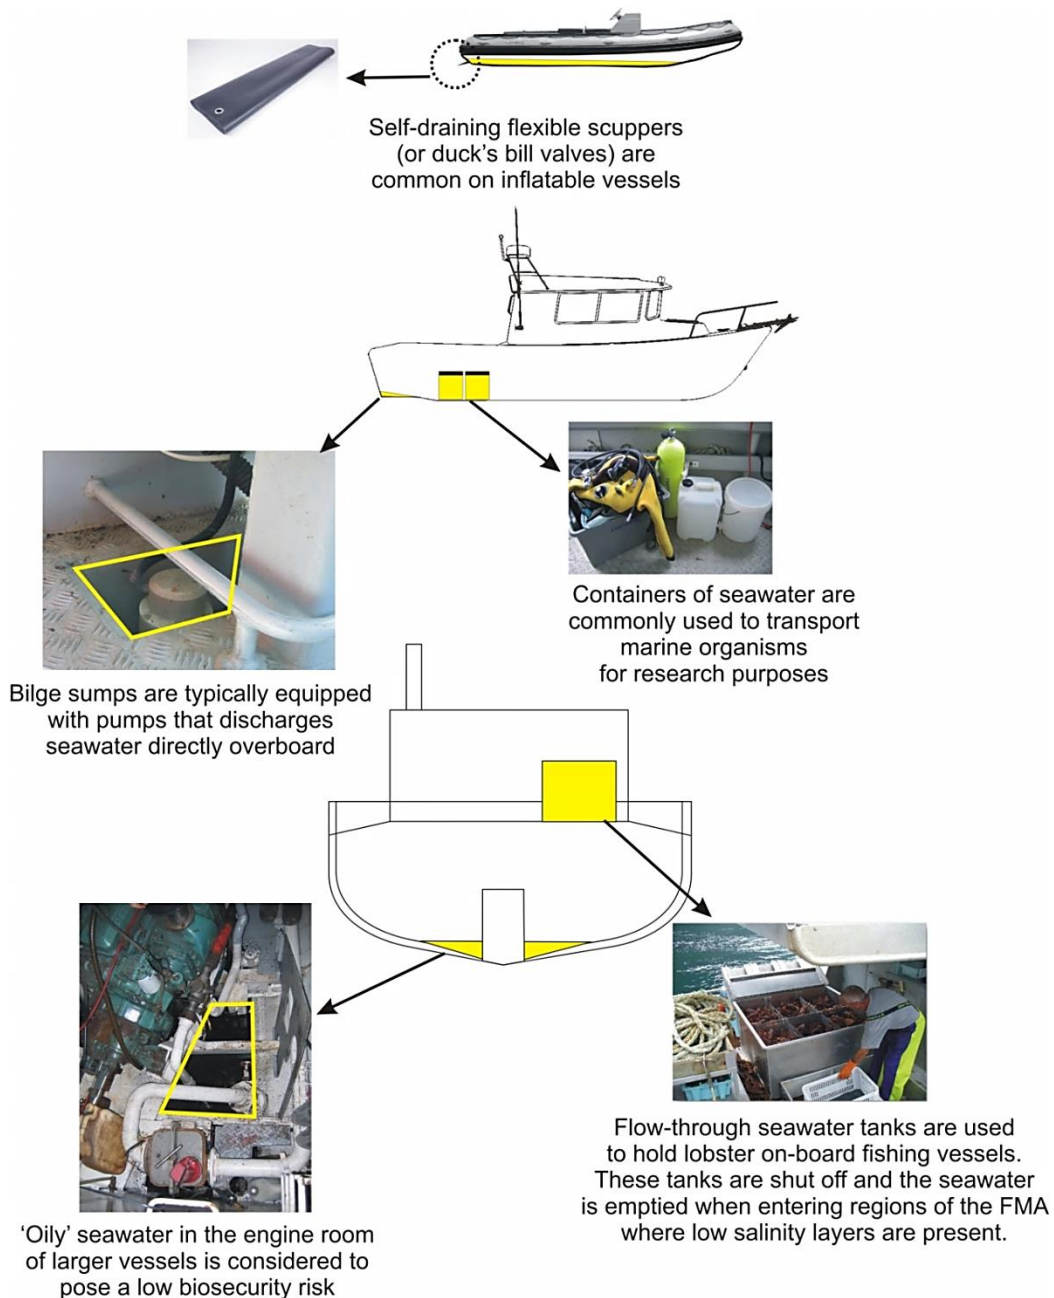 Self-draining flexible scuppers
(or duck's bill valves) are
common on inflatable vessels
Containers of seawater are
commonly used to transport
marine organisms
for research purposes
Bilge sumps are typically equipped
with pumps that discharges
seawater directly overboard
Flow-through seawater tanks are used
to hold lobster on-board fishing vessels.
These tanks are shut off and the seawater
is emptied when entering regions of the FMA
where low salinity layers are present.
‘Oily’ seawater in the engine room
of larger vessels is considered to
pose a low biosecurity risk